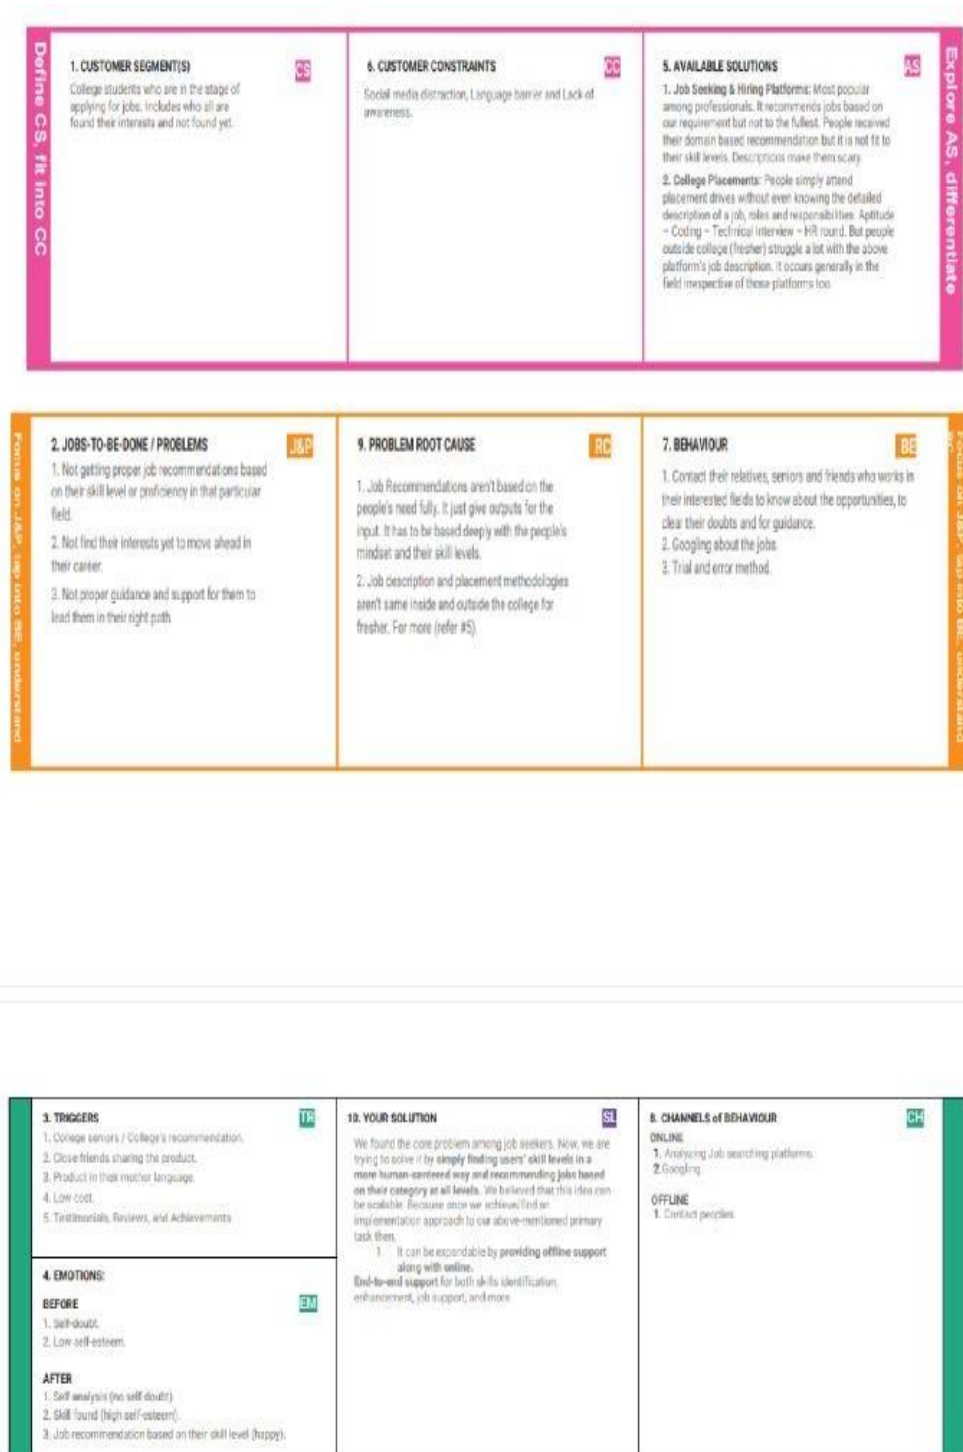 Define CS, fit into CC
1. CUSTOMER SEGMENT(S)
CS
College students who are in the stage of
applying for jobs. Includes who all are
found their interests and not found yet.
6. CUSTOMER CONSTRAINTS
CC
Social media distraction, Language barrier and Lack of
awareness.
5. AVAILABLE SOLUTIONS
AS
1. Job Seeking & Hiring Platforms: Most popular
among professionals. It recommends jobs based on
our requirement but not to the fullest. People received
their domain based recommendation but it is not fit to
their skill levels. Descriptions make them scary.
2. College Placements: People simply attend
placement drives without even knowing the detailed
description of a job, roles and responsibilities. Aptitude
– Coding – Technical interview – HR round. But people
outside college (fresher) struggle a lot with the above
platform's job description. It occurs generally in the
field irrespective of those platforms too.
Explore AS, differentiate
Focus on J&P, tap into BE, understand
2. JOBS-TO-BE-DONE / PROBLEMS
J&P
1. Not getting proper job recommendations based
on their skill level or proficiency in that particular
field.
2. Not find their interests yet to move ahead in
their career.
3. Not proper guidance and support for them to
lead them in their right path
9. PROBLEM ROOT CAUSE
RC
1. Job Recommendations aren't based on the
people's need fully. It just give outputs for the
input. It has to be based deeply with the people's
mindset and their skill levels.
2. Job description and placement methodologies
aren't same inside and outside the college for
fresher. For more (refer #5).
7. BEHAVIOUR
BE
1. Contact their relatives, seniors and friends who works in
their interested fields to know about the opportunities, to
clear their doubts and for guidance.
2. Googling about the jobs.
3. Trial and error method.
Focus on J&P, tap into BE, understand
3. TRIGGERS
TR
1. College seniors / College's recommendation.
2. Close friends sharing the product.
3. Product in their mother language.
4. Low cost.
5. Testimonials, Reviews, and Achievements
4. EMOTIONS:
BEFORE
EM
1. Self-doubt.
2. Low self-esteem.
AFTER
1. Self analysis (no self doubt)
2. Skill found (high self-esteem).
3. Job recommendation based on their skill level (happy).
10. YOUR SOLUTION
SL
We found the core problem among job seekers. Now, we are
trying to solve it by simply finding users' skill levels in a
more human-centered way and recommending jobs based
on their category at all levels. We believed that this idea can
be scalable. Because once we achieve/find an
implementation approach to our above-mentioned primary
task then,
1 It can be expandable by providing offline support
along with online.
End-to-end support for both skills identification,
enhancement, job support, and more
8. CHANNELS of BEHAVIOUR
CH
ONLINE
1. Analyzing Job searching platforms.
2. Googling
OFFLINE
1. Contact peoples